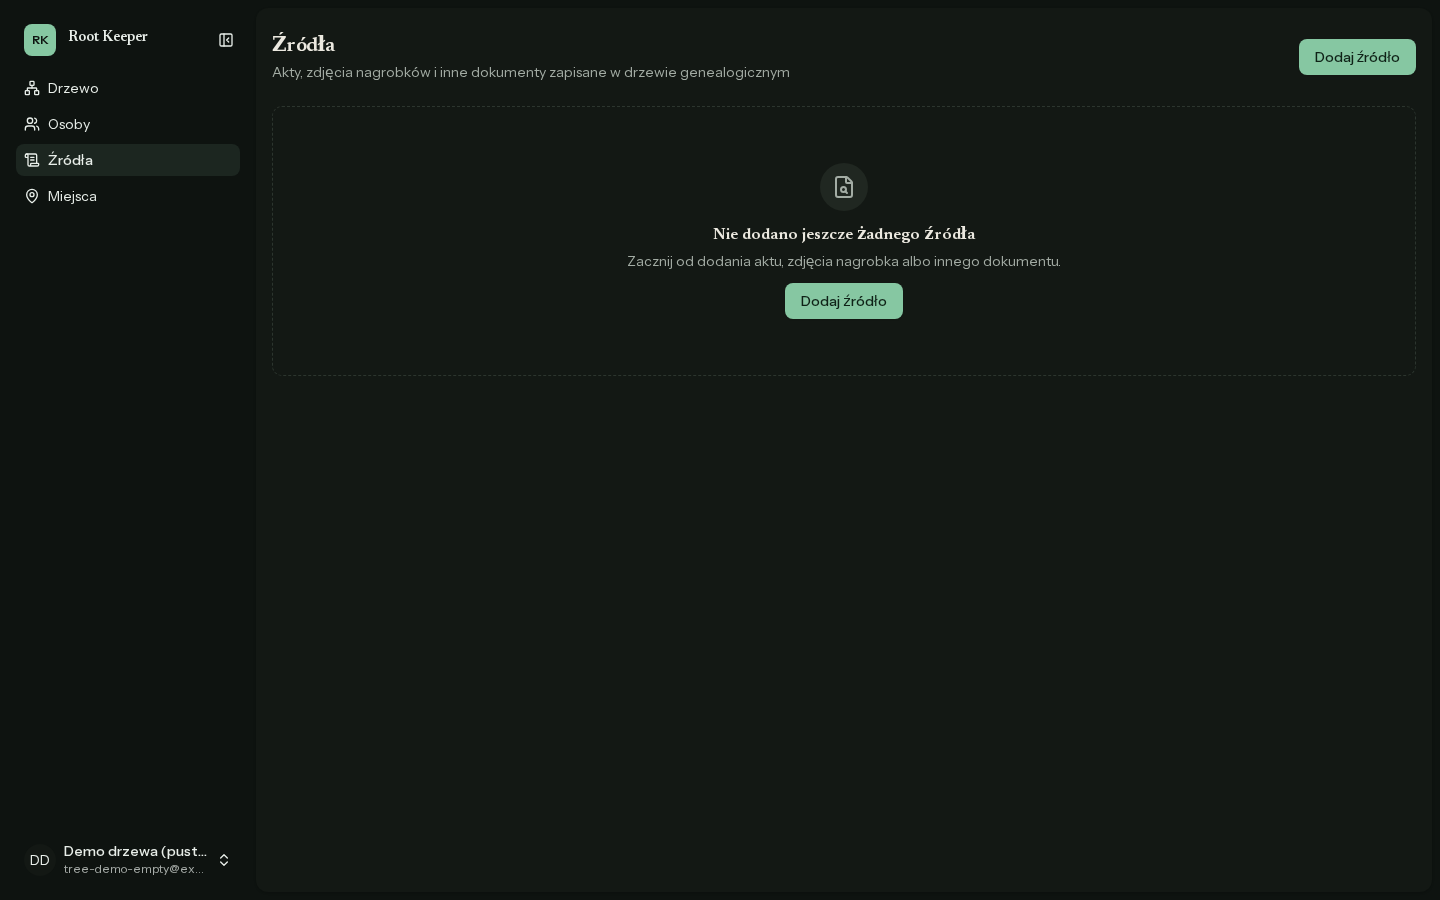 RK
Root Keeper
Drzewo
Osoby
Źródła
Miejsca
Źródła
Akty, zdjęcia nagrobków i inne dokumenty zapisane w drzewie genealogicznym
Dodaj źródło
Nie dodano jeszcze żadnego źródła
Zacznij od dodania aktu, zdjęcia nagrobka albo innego dokumentu.
Dodaj źródło
DD
Demo drzewa (pust...
tree-demo-empty@ex...